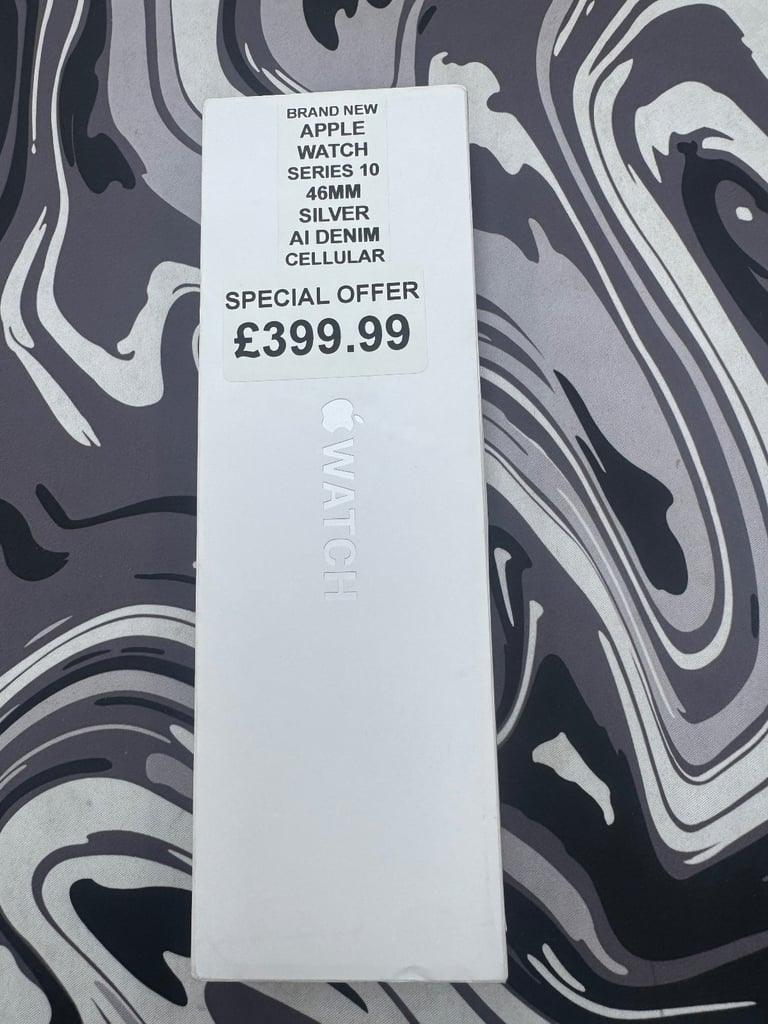 BRAND NEW
APPLE
WATCH
SERIES 10
46MM
SILVER
AI DENIM
CELLULAR
SPECIAL OFFER
£399.99
WATCH